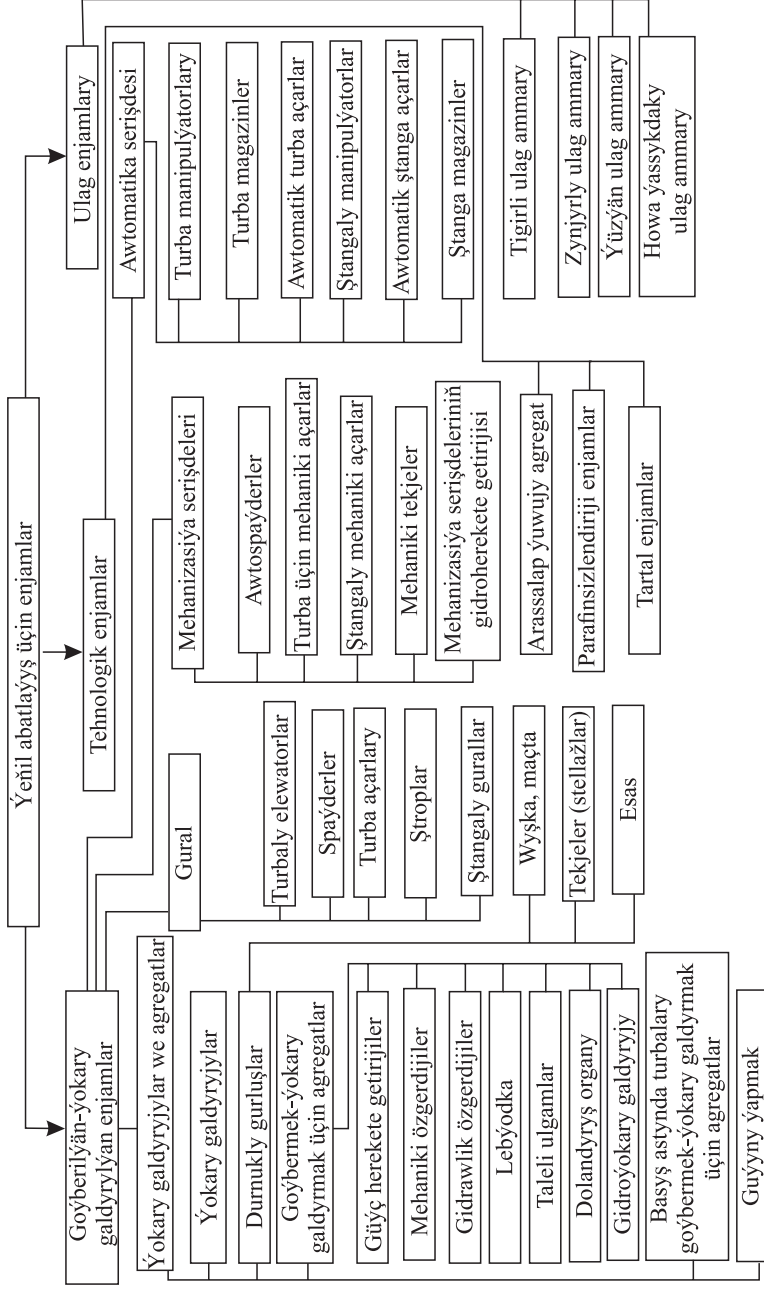 Ýeňil abatlaýyş üçin enjamlar
Goýberilýän-ýokary
galdyrylýan enjamlar
Tehnologik enjamlar
Ulag enjamlary
Ýokary galdyryjylar we agregatlar
Ýokary galdyryjylar
Durnukly gurluşlar
Goýbermek-ýokary
galdyrmak üçin agregatlar
Güýç herekete getirijiler
Mehaniki özgerdijiler
Gidrawlik özgerdijiler
Lebýodka
Taleli ulgamlar
Dolandyryş organy
Gidroýokary galdyryjy
Basyş astynda turbalary
goýbermek-ýokary galdyrmak
üçin agregatlar
Guýyny ýapmak
Gural
Turbaly elewatorlar
Spaýderler
Turba açarlary
Ştroplar
Ştangaly gurallar
Wyşka, maçta
Tekjeler (stellažlar)
Esas
Mehanizasiýa serişdeleri
Awtospaýderler
Turba üçin mehaniki açarlar
Ştangaly mehaniki açarlar
Mehaniki tekjeler
Mehanizasiýa serişdeleriniň
gidroherekete getirijisi
Arassalap ýuwujy agregat
Parafinsizlendiriji enjamlar
Tartal enjamlar
Awtomatika serişdesi
Turba manipulýatorlary
Turba magazinler
Awtomatik turba açarlar
Ştangaly manipulýatorlar
Awtomatik ştanga açarlar
Ştanga magazinler
Tigirli ulag ammary
Zynjyrly ulag ammary
Ýüzýän ulag ammary
Howa ýassykdaky
ulag ammary